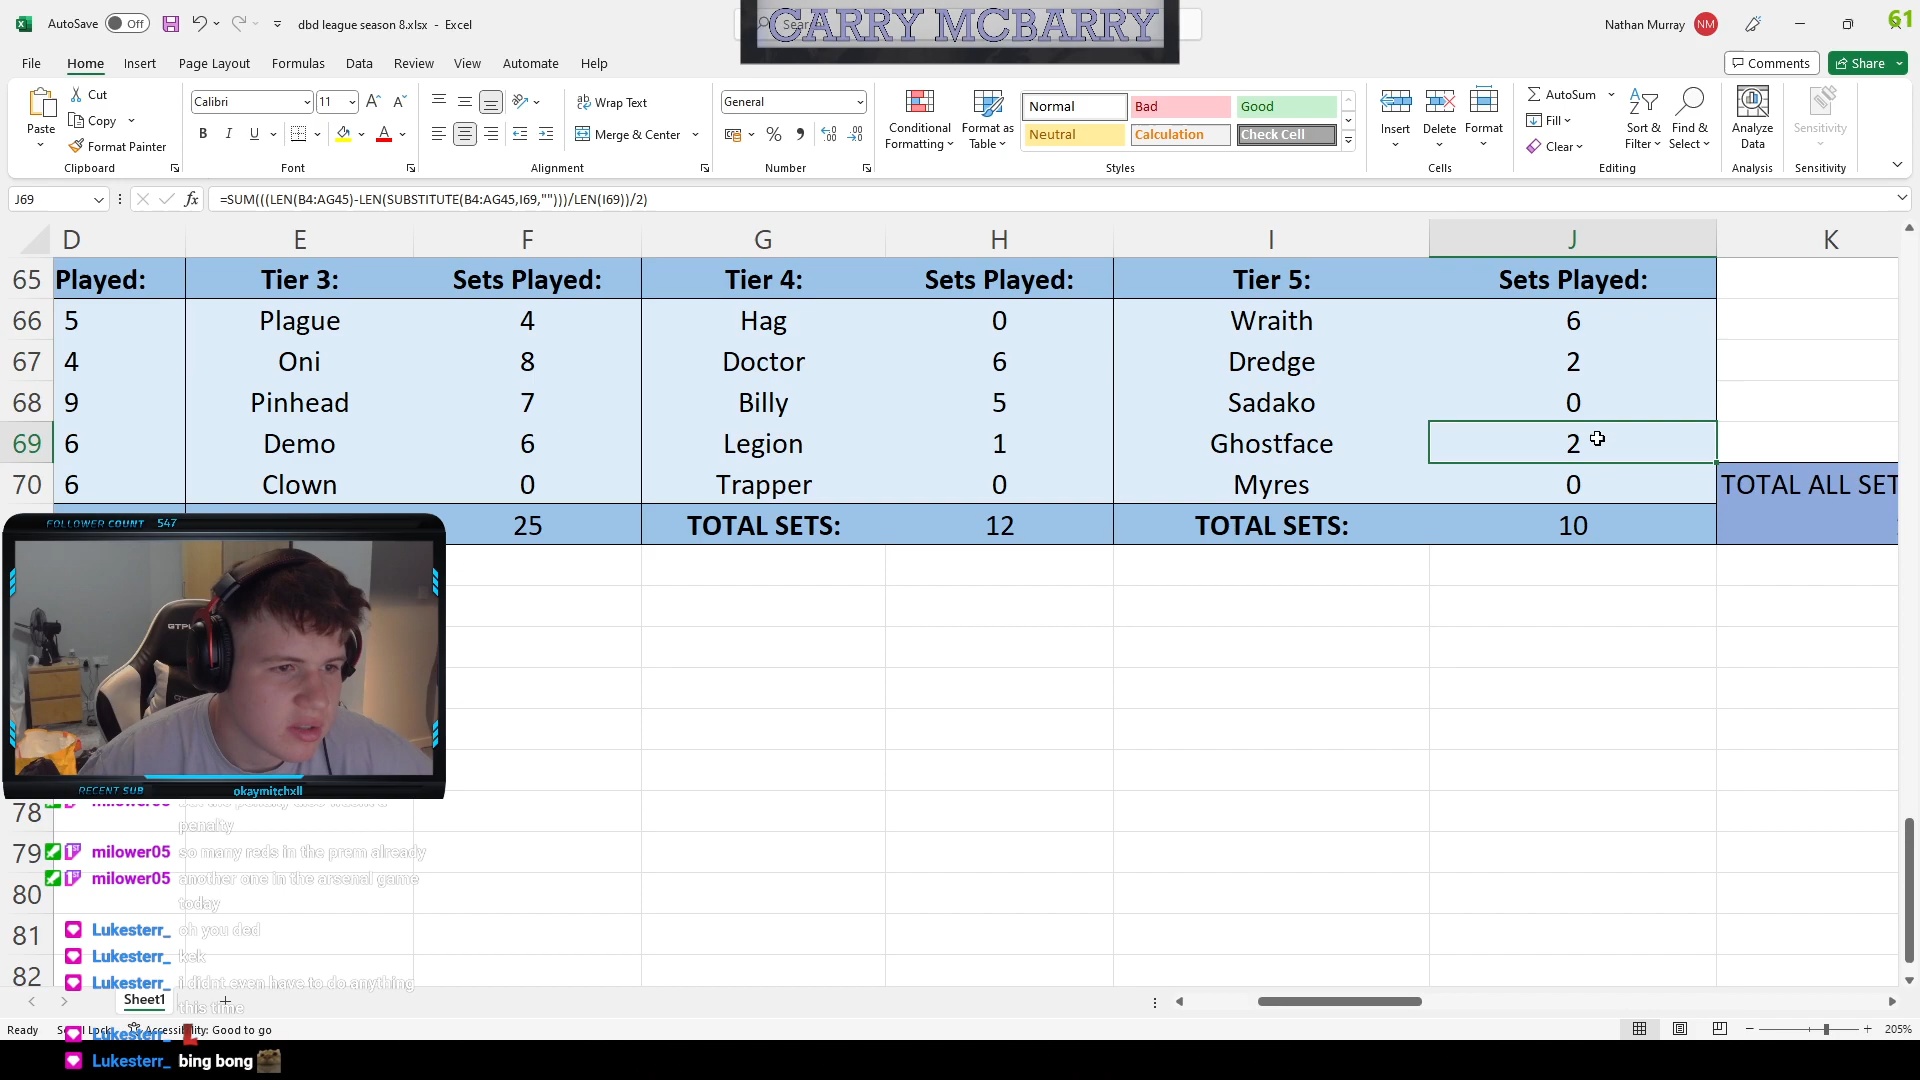 AutoSave Off dbd league season 8.xlsx - Excel CARRY MCBARRY Nathan Murray NM 61
File Home Insert Page Layout Formulas Data Review View Automate Help Comments Share
Paste Cut Copy Format Painter Clipboard
Calibri 11 B I U A Font
Wrap Text Merge & Center Alignment
General % , Number
Conditional Formatting Format as Table Normal Bad Good Neutral Calculation Check Cell Styles
Insert Delete Format Cells
AutoSum Fill Clear Sort & Filter Find & Select Editing
Analyze Data Analysis Sensitivity Sensitivity
J69 fx =SUM(((LEN(B4:AG45)-LEN(SUBSTITUTE(B4:AG45,I69,"")))/LEN(I69))/2)
D E F G H I J K
65 Played: Tier 3: Sets Played: Tier 4: Sets Played: Tier 5: Sets Played:
66 5 Plague 4 Hag 0 Wraith 6
67 4 Oni 8 Doctor 6 Dredge 2
68 9 Pinhead 7 Billy 5 Sadako 0
69 6 Demo 6 Legion 1 Ghostface 2
70 6 Clown 0 Trapper 0 Myres 0 TOTAL ALL SET
25 TOTAL SETS: 12 TOTAL SETS: 10
FOLLOWER COUNT 547
GTPL
RECENT SUB okaymitchxll
78
penalty
79 milower05 so many reds in the prem already
80 milower05 another one in the arsenal game
today
81 Lukesterr_ oh you ded
Lukesterr_ kek
82 Lukesterr_ i didnt even have to do anything
this time
Sheet1
Ready Accessibility: Good to go 205%
Lukesterr_
Lukesterr_ bing bong